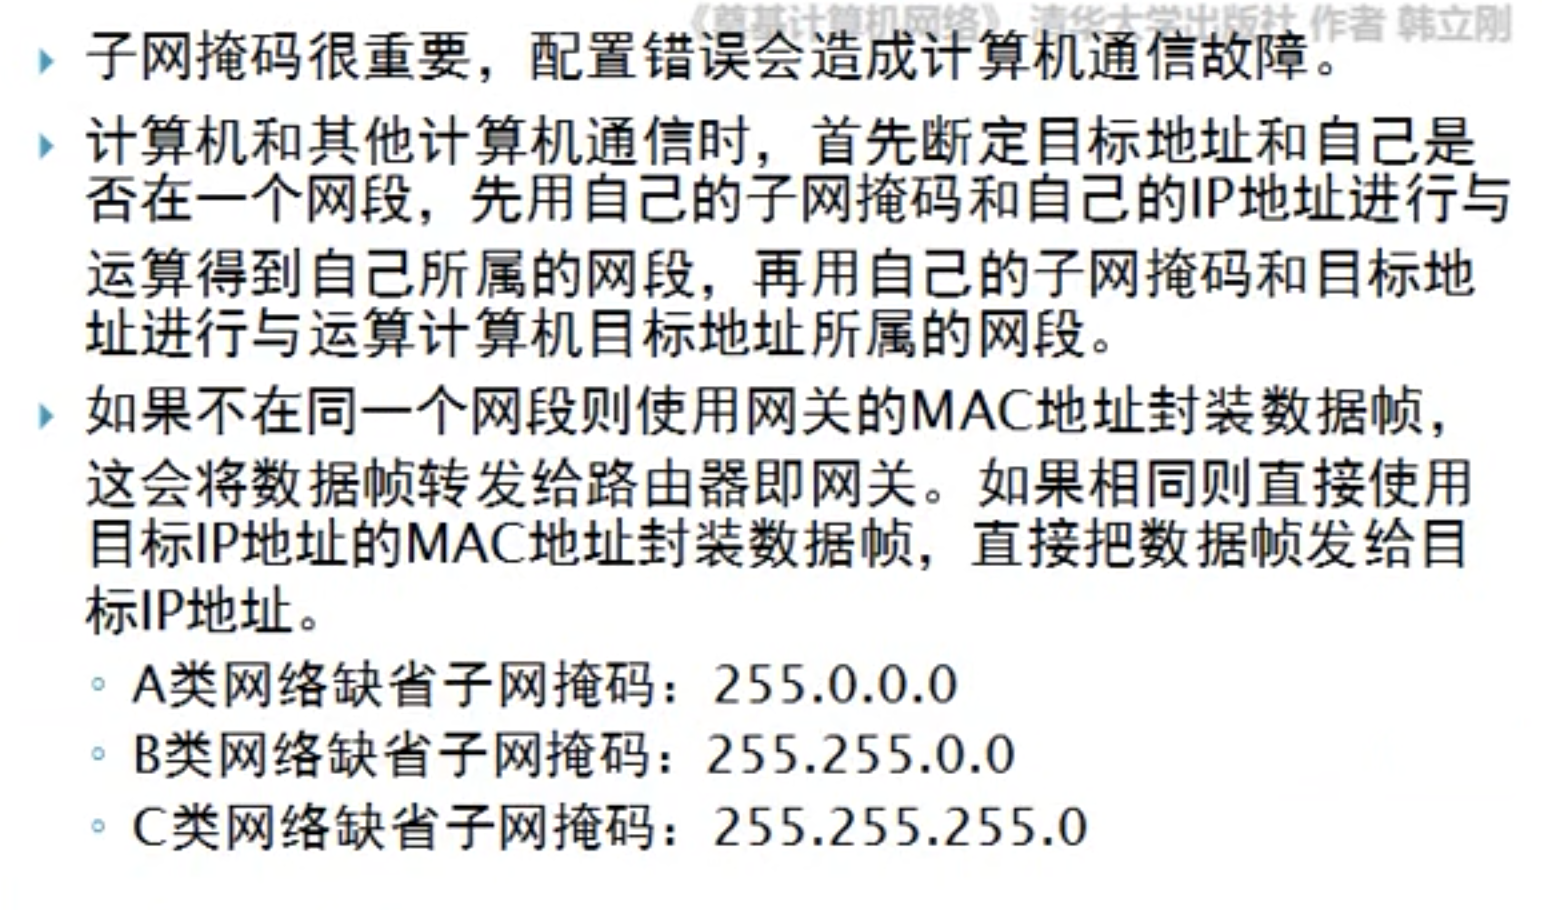 《奠基计算机网络》 清华大学出版社 作者 韩立刚
子网掩码很重要，配置错误会造成计算机通信故障。
计算机和其他计算机通信时，首先断定目标地址和自己是
否在一个网段，先用自己的子网掩码和自己的IP地址进行与
运算得到自己所属的网段，再用自己的子网掩码和目标地
址进行与运算计算机目标地址所属的网段。
如果不在同一个网段则使用网关的MAC地址封装数据帧，
这会将数据帧转发给路由器即网关。如果相同则直接使用
目标IP地址的MAC地址封装数据帧，直接把数据帧发给目
标IP地址。
A类网络缺省子网掩码：255.0.0.0
B类网络缺省子网掩码：255.255.0.0
C类网络缺省子网掩码：255.255.255.0